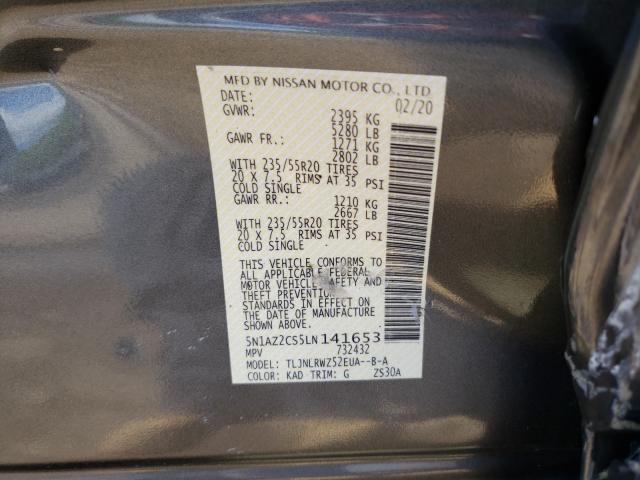 MFD BY NISSAN MOTOR CO., LTD
DATE: 02/20
GVWR: 2395 KG
5280 LB
GAWR FR.: 1271 KG
2802 LB
WITH 235/55R20 TIRES
20 X 7.5 RIMS AT 35 PSI
COLD SINGLE
GAWR RR.: 1210 KG
2667 LB
WITH 235/55R20 TIRES
20 X 7.5 RIMS AT 35 PSI
COLD SINGLE
THIS VEHICLE CONFORMS TO
ALL APPLICABLE FEDERAL
MOTOR VEHICLE SAFETY AND
THEFT PREVENTION
STANDARDS IN EFFECT ON
THE DATE OF MANUFACTURE
SHOWN ABOVE.
5N1AZ2CS5LN141653
MPV 732432
MODEL: TLJNLRWZ52EUA--B-A
COLOR: KAD TRIM: G ZS30A